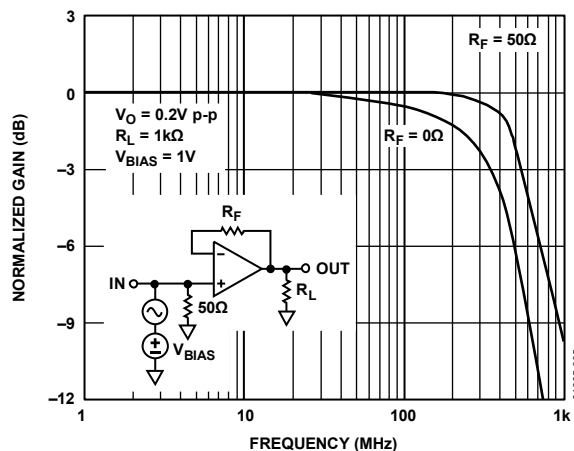 R_F = 50Ω
0
−3
−6
−9
−12
NORMALIZED GAIN (dB)
V_O = 0.2V p-p
R_L = 1kΩ
V_BIAS = 1V
R_F = 0Ω
R_F
−
+
IN
OUT
50Ω
R_L
V_BIAS
1
10
100
1k
FREQUENCY (MHz)